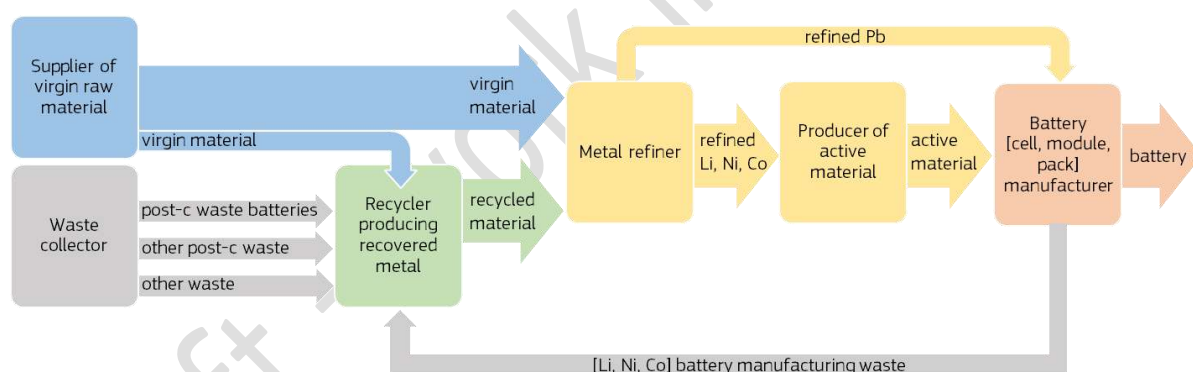 refined Pb
Supplier of
virgin raw
material
virgin
material
virgin material
Metal refiner
refined
Li, Ni, Co
Producer of
active
material
active
material
Battery
[cell, module,
pack]
manufacturer
battery
Waste
collector
post-c waste batteries
other post-c waste
other waste
Recycler
producing
recovered
metal
recycled
material
[Li, Ni, Co] battery manufacturing waste